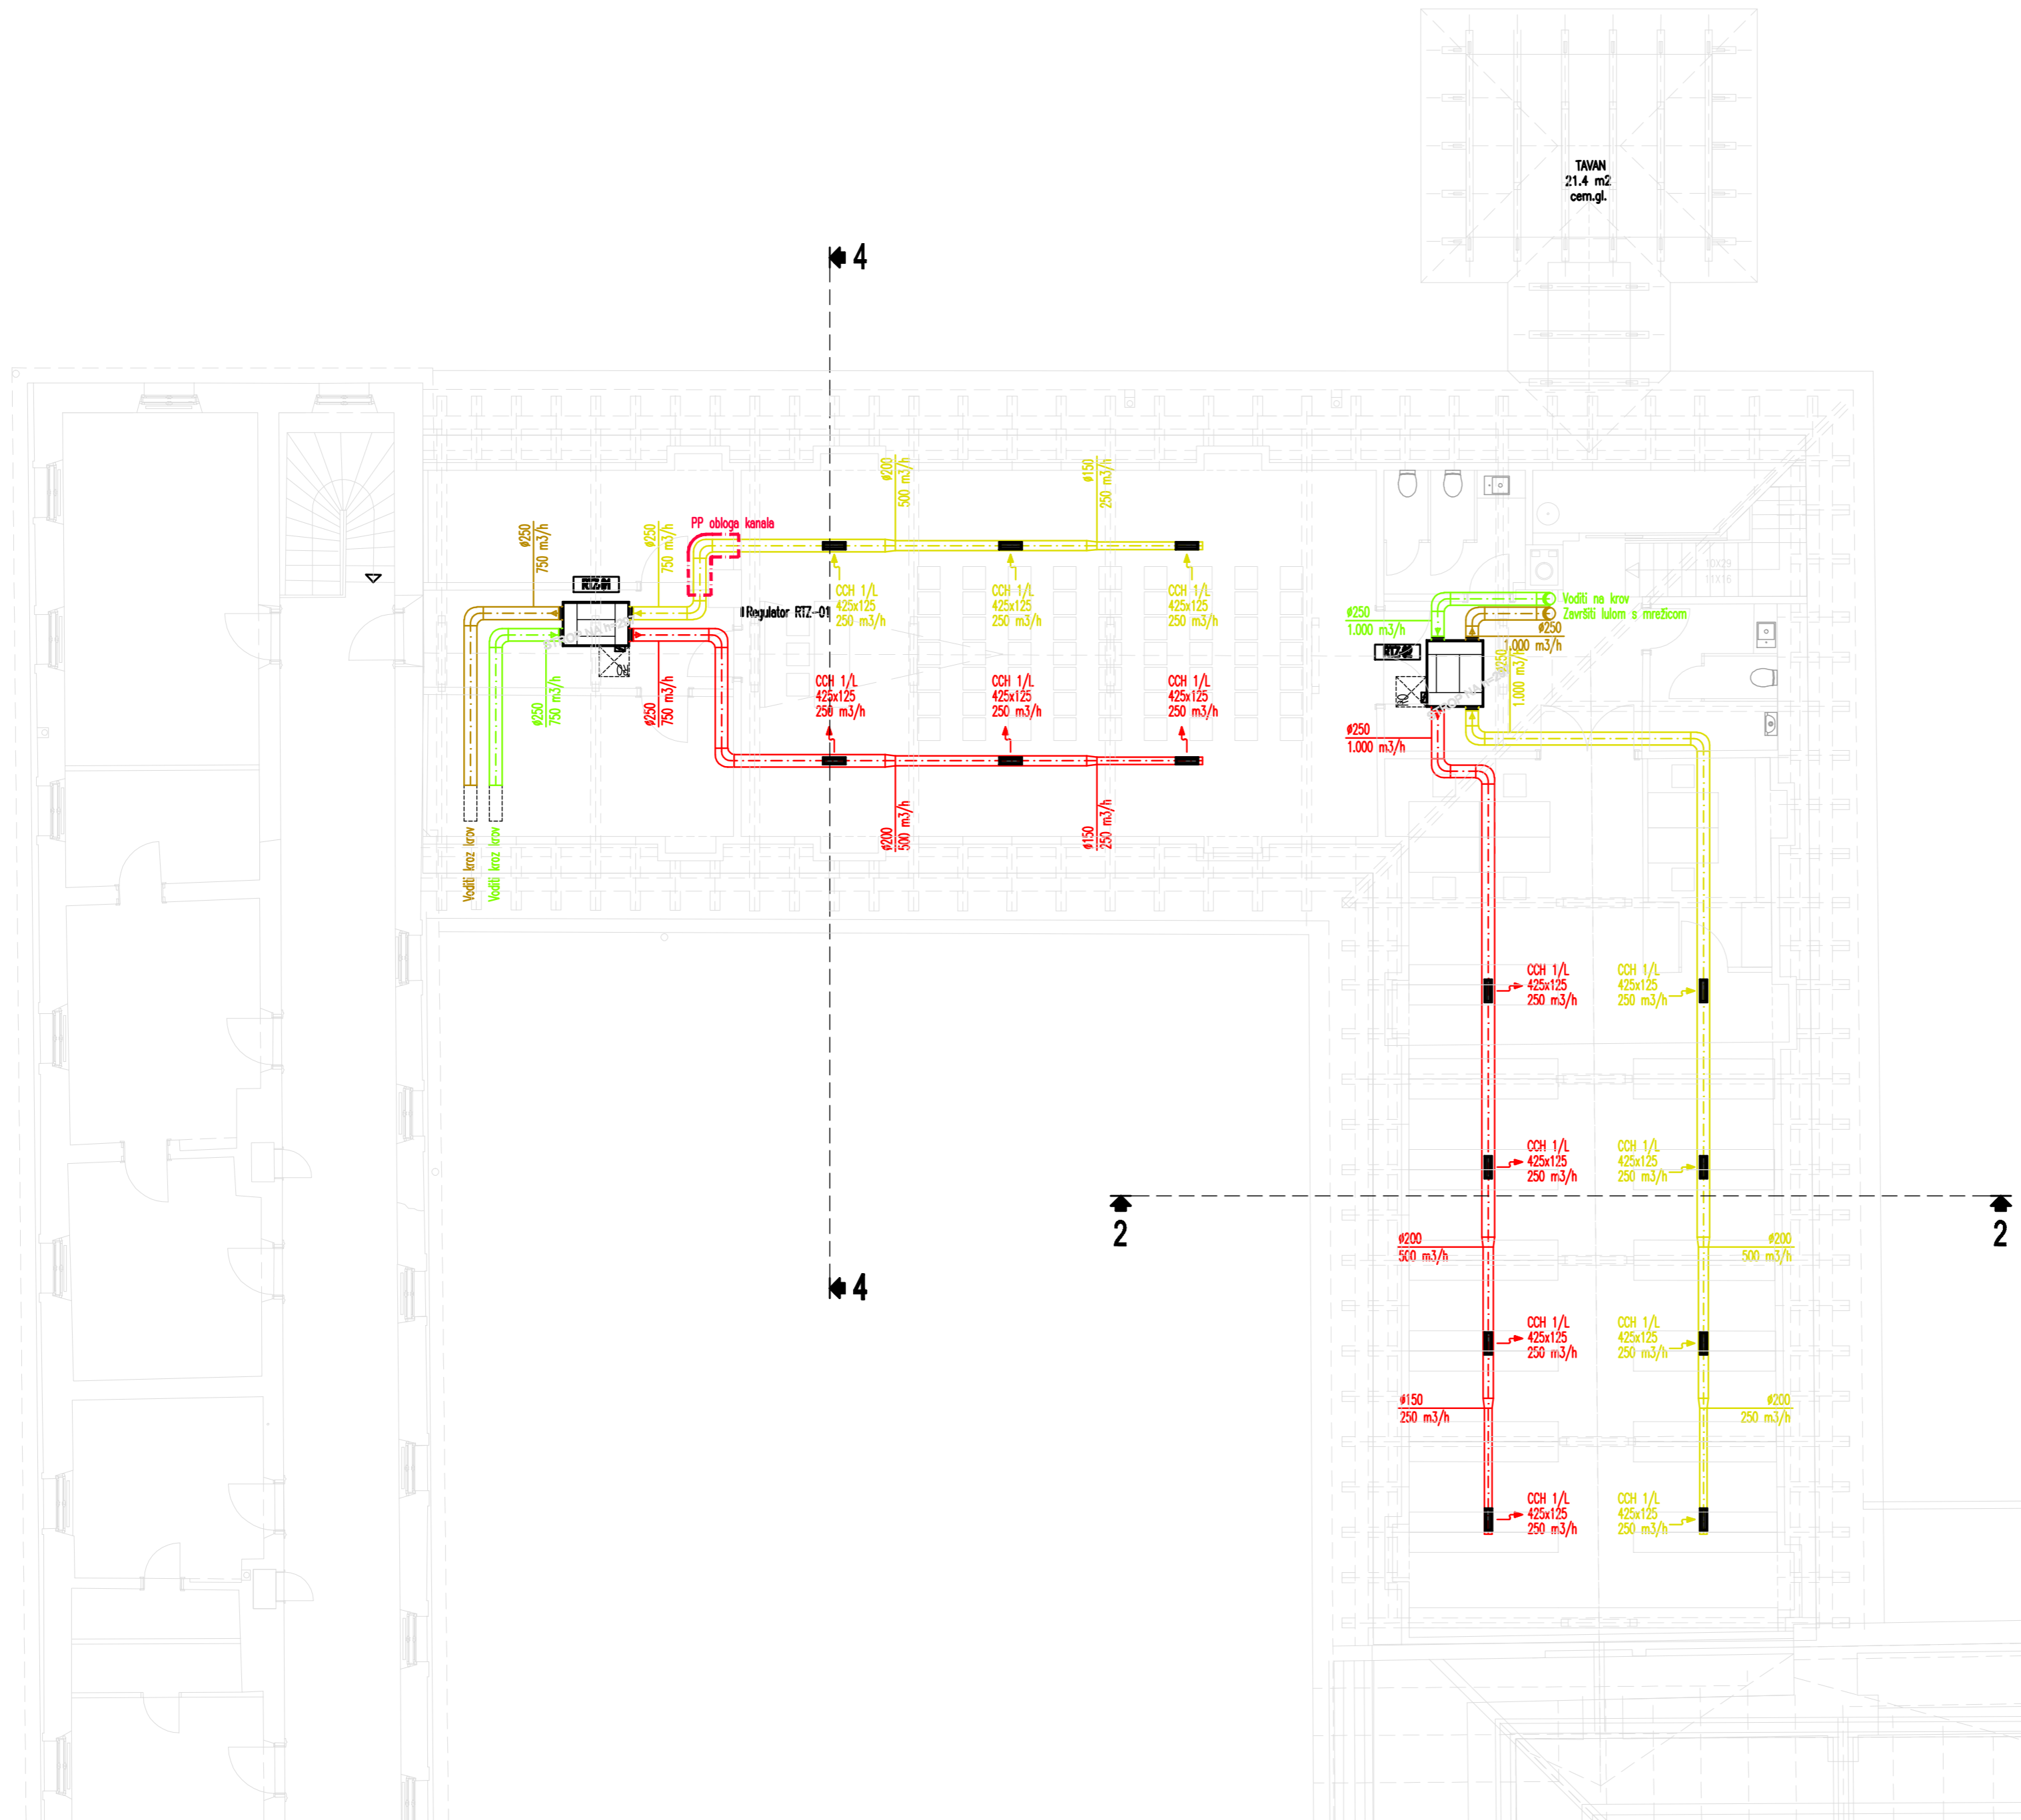 TAVAN
21.4 m2
cem.gl.
4
ø200
500 m3/h
ø150
250 m3/h
PP obloga kanala
ø250
750 m3/h
ø250
750 m3/h
RTZ-01
Regulator RTZ-01
CCH 1/L
425x125
250 m3/h
CCH 1/L
425x125
250 m3/h
CCH 1/L
425x125
250 m3/h
ø250
750 m3/h
ø250
750 m3/h
CCH 1/L
425x125
250 m3/h
CCH 1/L
425x125
250 m3/h
CCH 1/L
425x125
250 m3/h
ø200
500 m3/h
ø150
250 m3/h
Voditi kroz krov
Voditi kroz krov
10X29
11X16
Voditi na krov
Završiti lulom s mrežicom
ø250
1.000 m3/h
ø250
1.000 m3/h
RTZ-02
ø250
1.000 m3/h
ø250
1.000 m3/h
CCH 1/L
425x125
250 m3/h
CCH 1/L
425x125
250 m3/h
CCH 1/L
425x125
250 m3/h
CCH 1/L
425x125
250 m3/h
2
2
ø200
500 m3/h
ø200
500 m3/h
4
CCH 1/L
425x125
250 m3/h
CCH 1/L
425x125
250 m3/h
ø150
250 m3/h
ø200
250 m3/h
CCH 1/L
425x125
250 m3/h
CCH 1/L
425x125
250 m3/h